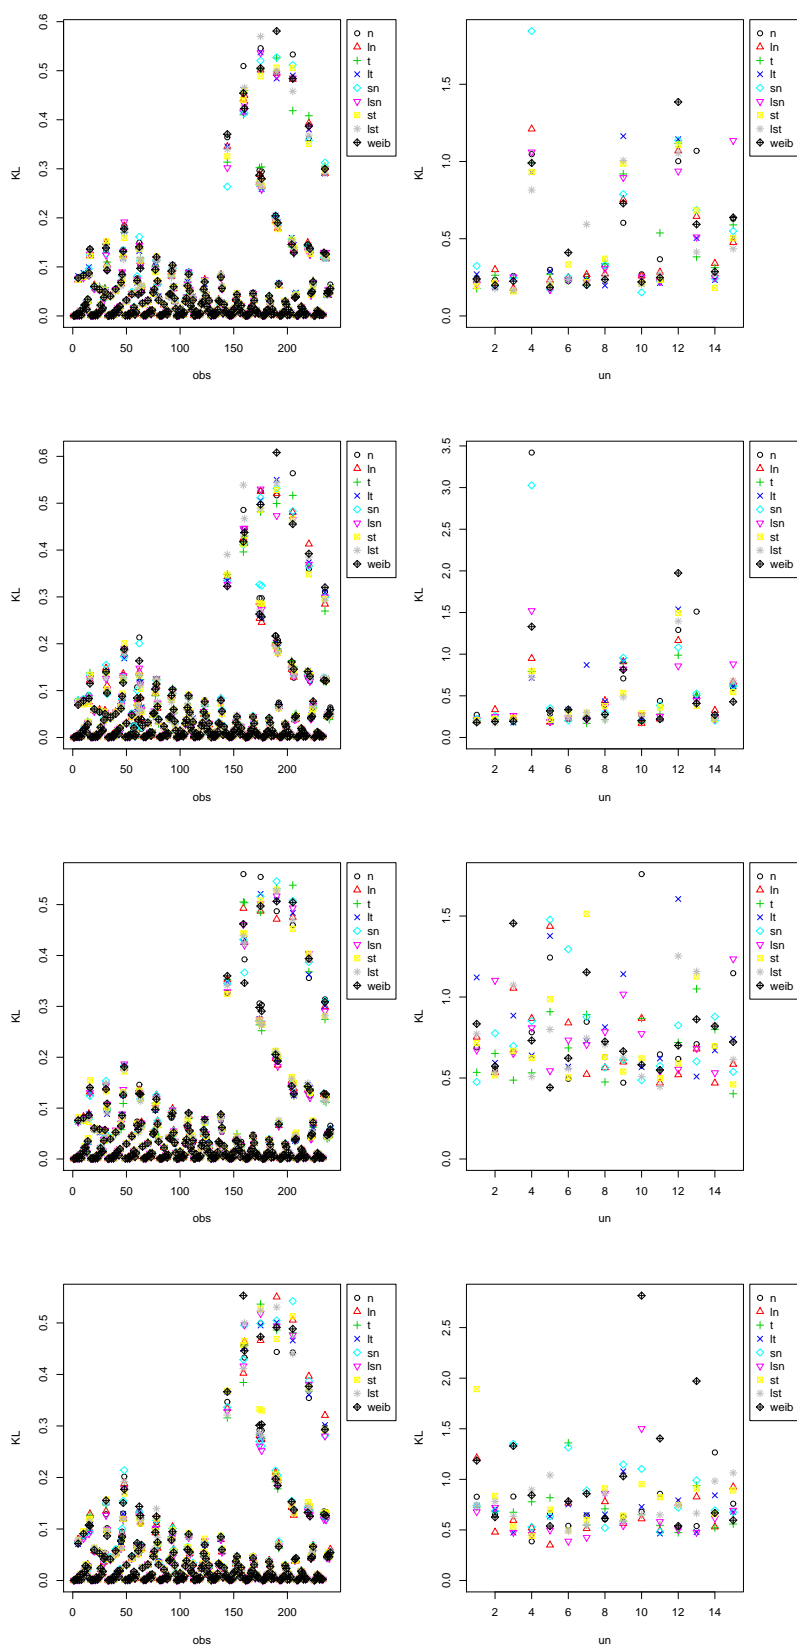 0.0 0.1 0.2 0.3 0.4 0.5 0.6
KL
0 50 100 150 200
obs
n
ln
t
lt
sn
lsn
st
lst
weib
0.0 0.5 1.0 1.5
KL
2 4 6 8 10 12 14
un
n
ln
t
lt
sn
lsn
st
lst
weib
0.0 0.1 0.2 0.3 0.4 0.5 0.6
KL
0 50 100 150 200
obs
n
ln
t
lt
sn
lsn
st
lst
weib
0.0 0.5 1.0 1.5 2.0 2.5 3.0 3.5
KL
2 4 6 8 10 12 14
un
n
ln
t
lt
sn
lsn
st
lst
weib
0.0 0.1 0.2 0.3 0.4 0.5
KL
0 50 100 150 200
obs
n
ln
t
lt
sn
lsn
st
lst
weib
0.0 0.5 1.0 1.5
KL
2 4 6 8 10 12 14
un
n
ln
t
lt
sn
lsn
st
lst
weib
0.0 0.1 0.2 0.3 0.4 0.5
KL
0 50 100 150 200
obs
n
ln
t
lt
sn
lsn
st
lst
weib
0.0 0.5 1.0 1.5 2.0 2.5
KL
2 4 6 8 10 12 14
un
n
ln
t
lt
sn
lsn
st
lst
weib